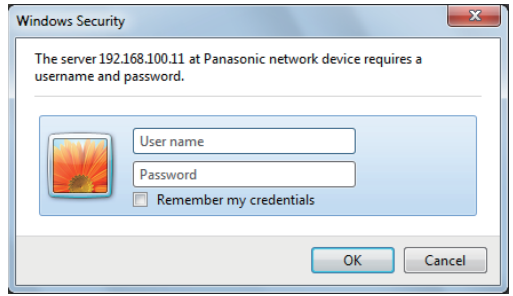 Windows Security
The server 192.168.100.11 at Panasonic network device requires a
username and password.
User name
Password
Remember my credentials
OK
Cancel